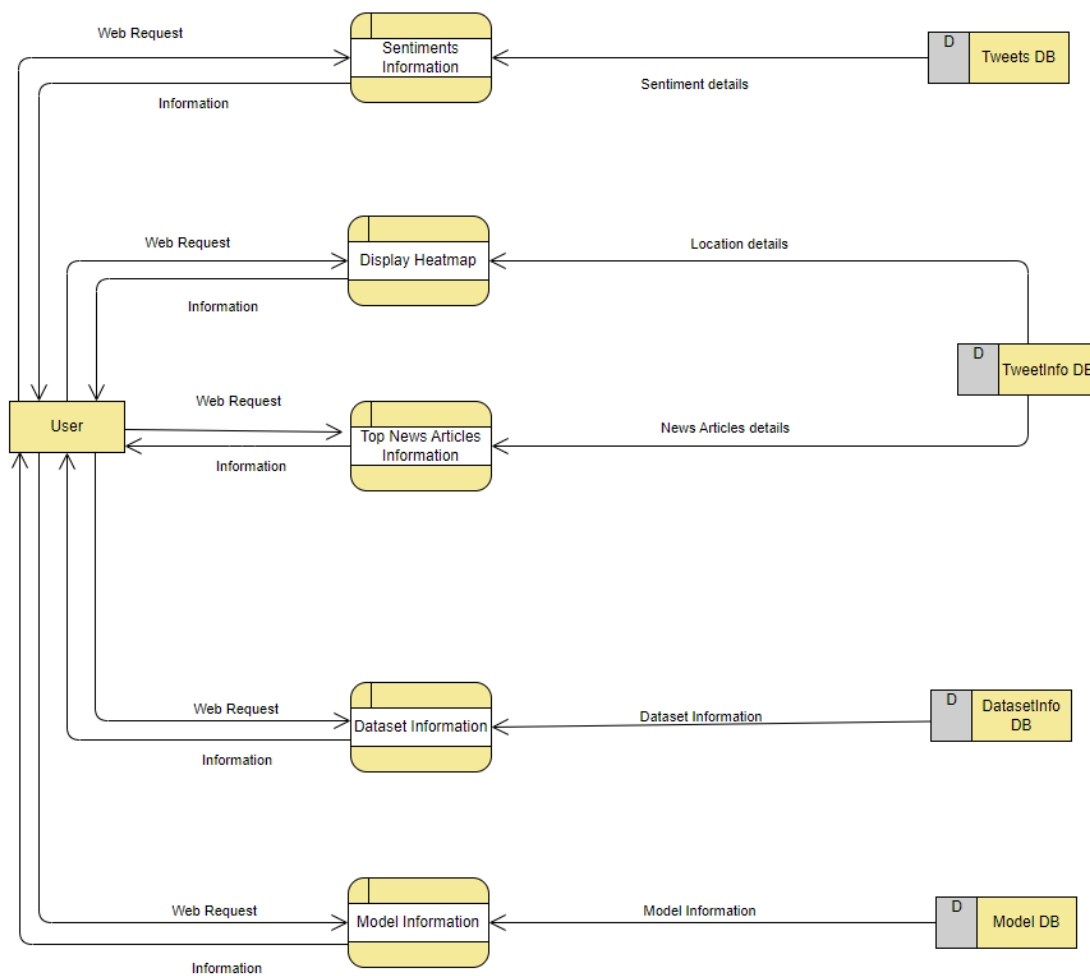 Web Request
Sentiments
Information
D
Tweets DB
Sentiment details
Information
Web Request
Display Heatmap
Location details
Information
D
TweetInfo DB
User
Web Request
Top News Articles
Information
News Articles details
Information
Web Request
Dataset Information
Dataset Information
D
DatasetInfo
DB
Information
Web Request
Model Information
Model Information
D
Model DB
Information